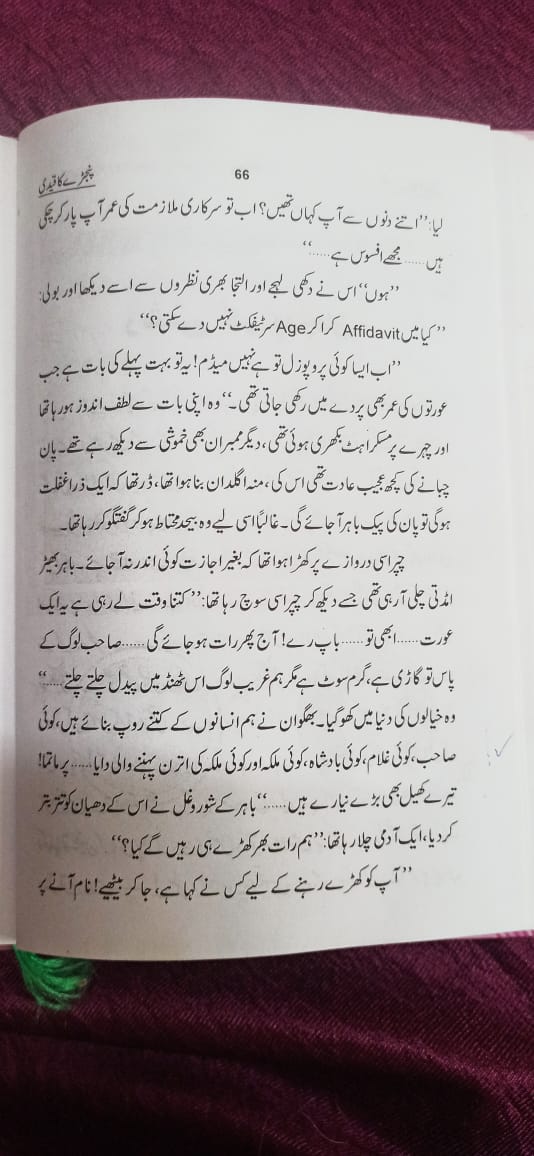 پنجڑے کا قیدی
66
لیا: ’’اتنے دنوں سے آپ کہاں تھیں؟ اب تو سرکاری ملازمت کی عمر آپ پار کر چکی
ہیں......مجھے افسوس ہے......‘‘
’’ہوں‘‘ اس نے دکھی لہجے اور التجا بھری نظروں سے اسے دیکھا اور بولی:
’’کیا میں Affidavit کرا کر Age سرٹیفکٹ نہیں دے سکتی؟‘‘
’’اب ایسا کوئی پروپوزل تو ہے نہیں میڈم! یہ تو بہت پہلے کی بات ہے جب
عورتوں کی عمر بھی پردے میں رکھی جاتی تھی۔‘‘ وہ اپنی بات سے لطف اندوز ہو رہا تھا
اور چہرے پر مسکراہٹ بکھری ہوئی تھی، دیگر ممبران بھی خموشی سے دیکھ رہے تھے۔ پان
چبانے کی کچھ عجیب عادت تھی اس کی، منہ اگلدان بنا ہوا تھا، ڈر تھا کہ ایک ذرا غفلت
ہوگی تو پان کی پیک باہر آ جائے گی۔ غالباً اسی لیے وہ بیحد محتاط ہو کر گفتگو کر رہا تھا۔
چپراسی دروازے پر کھڑا ہوا تھا کہ بغیر اجازت کوئی اندر نہ آ جائے۔ باہر بھیڑ
امڈتی چلی آ رہی تھی جسے دیکھ کر چپراسی سوچ رہا تھا: ’’کتنا وقت لے رہی ہے یہ ایک
عورت......ابھی تو......باپ رے! آج پھر رات ہو جائے گی......صاحب لوگ کے
پاس تو گاڑی ہے، گرم سوٹ ہے مگر ہم غریب لوگ اس ٹھنڈ میں پیدل چلتے چلتے......‘‘
وہ خیالوں کی دنیا میں کھو گیا۔ بھگوان نے ہم انسانوں کے کتنے روپ بنائے ہیں، کوئی
صاحب، کوئی غلام، کوئی بادشاہ، کوئی ملکہ اور کوئی ملکہ کی اترن پہننے والی دایا......پرماتما!
تیرے کھیل بھی بڑے نیارے ہیں......‘‘ باہر کے شور و غل نے اس کے دھیان کو تتر بتر
کر دیا، ایک آدمی چلا رہا تھا: ’’ہم رات بھر کھڑے ہی رہیں گے کیا؟‘‘
’’آپ کو کھڑے رہنے کے لیے کس نے کہا ہے، جا کر بیٹھیے! نام آنے پر